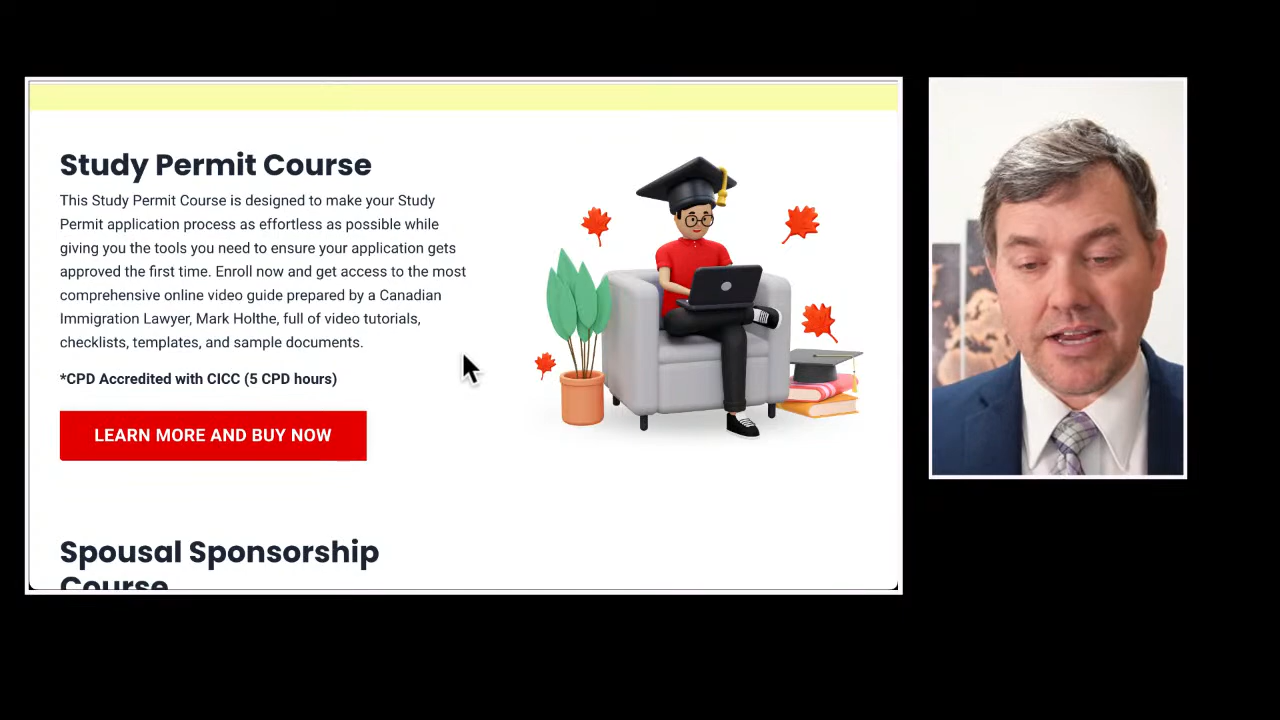 Study Permit Course
This Study Permit Course is designed to make your Study
Permit application process as effortless as possible while
giving you the tools you need to ensure your application gets
approved the first time. Enroll now and get access to the most
comprehensive online video guide prepared by a Canadian
Immigration Lawyer, Mark Holthe, full of video tutorials,
checklists, templates, and sample documents.
*CPD Accredited with CICC (5 CPD hours)
LEARN MORE AND BUY NOW
Spousal Sponsorship
Course